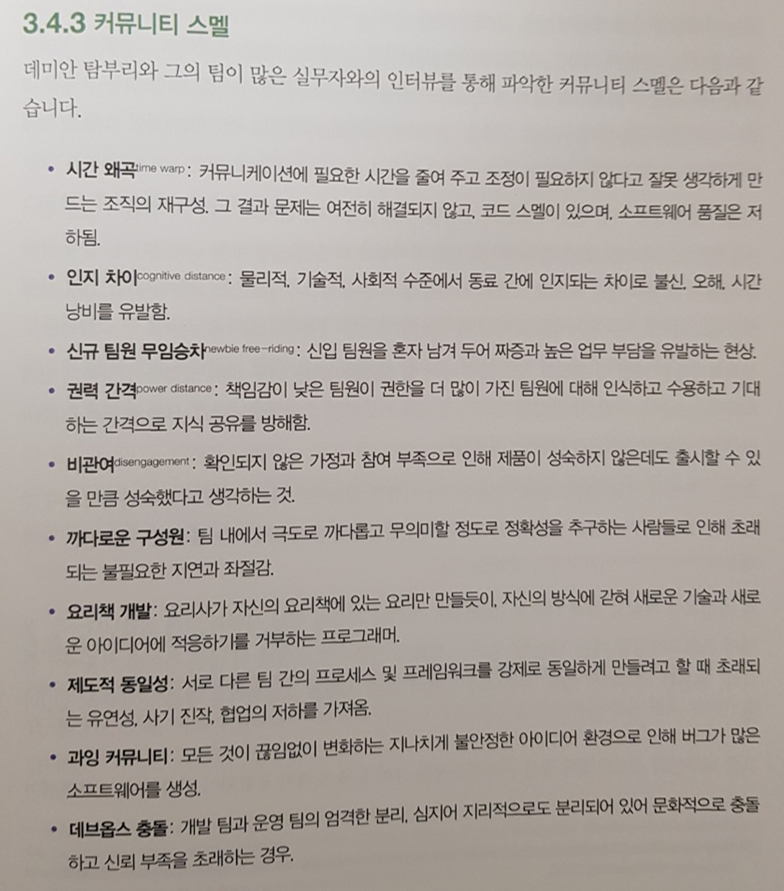 3.4.3 커뮤니티 스멜
데미안 탐부리와 그의 팀이 많은 실무자와의 인터뷰를 통해 파악한 커뮤니티 스멜은 다음과 같
습니다.
• 시간 왜곡time warp: 커뮤니케이션에 필요한 시간을 줄여 주고 조정이 필요하지 않다고 잘못 생각하게 만
드는 조직의 재구성. 그 결과 문제는 여전히 해결되지 않고, 코드 스멜이 있으며, 소프트웨어 품질은 저
하됨.
• 인지 차이cognitive distance: 물리적, 기술적, 사회적 수준에서 동료 간에 인지되는 차이로 불신, 오해, 시간
낭비를 유발함.
• 신규 팀원 무임승차newbie free-riding: 신입 팀원을 혼자 남겨 두어 짜증과 높은 업무 부담을 유발하는 현상.
• 권력 간격power distance: 책임감이 낮은 팀원이 권한을 더 많이 가진 팀원에 대해 인식하고 수용하고 기대
하는 간격으로 지식 공유를 방해함.
• 비관여disengagement: 확인되지 않은 가정과 참여 부족으로 인해 제품이 성숙하지 않은데도 출시할 수 있
을 만큼 성숙했다고 생각하는 것.
• 까다로운 구성원: 팀 내에서 극도로 까다롭고 무의미할 정도로 정확성을 추구하는 사람들로 인해 초래
되는 불필요한 지연과 좌절감.
• 요리책 개발: 요리사가 자신의 요리책에 있는 요리만 만들듯이, 자신의 방식에 갇혀 새로운 기술과 새로
운 아이디어에 적응하기를 거부하는 프로그래머.
• 제도적 동일성: 서로 다른 팀 간의 프로세스 및 프레임워크를 강제로 동일하게 만들려고 할 때 초래되
는 유연성, 사기 진작, 협업의 저하를 가져옴.
• 과잉 커뮤니티: 모든 것이 끊임없이 변화하는 지나치게 불안정한 아이디어 환경으로 인해 버그가 많은
소프트웨어를 생성.
• 데브옵스 충돌: 개발 팀과 운영 팀의 엄격한 분리, 심지어 지리적으로도 분리되어 있어 문화적으로 충돌
하고 신뢰 부족을 초래하는 경우.